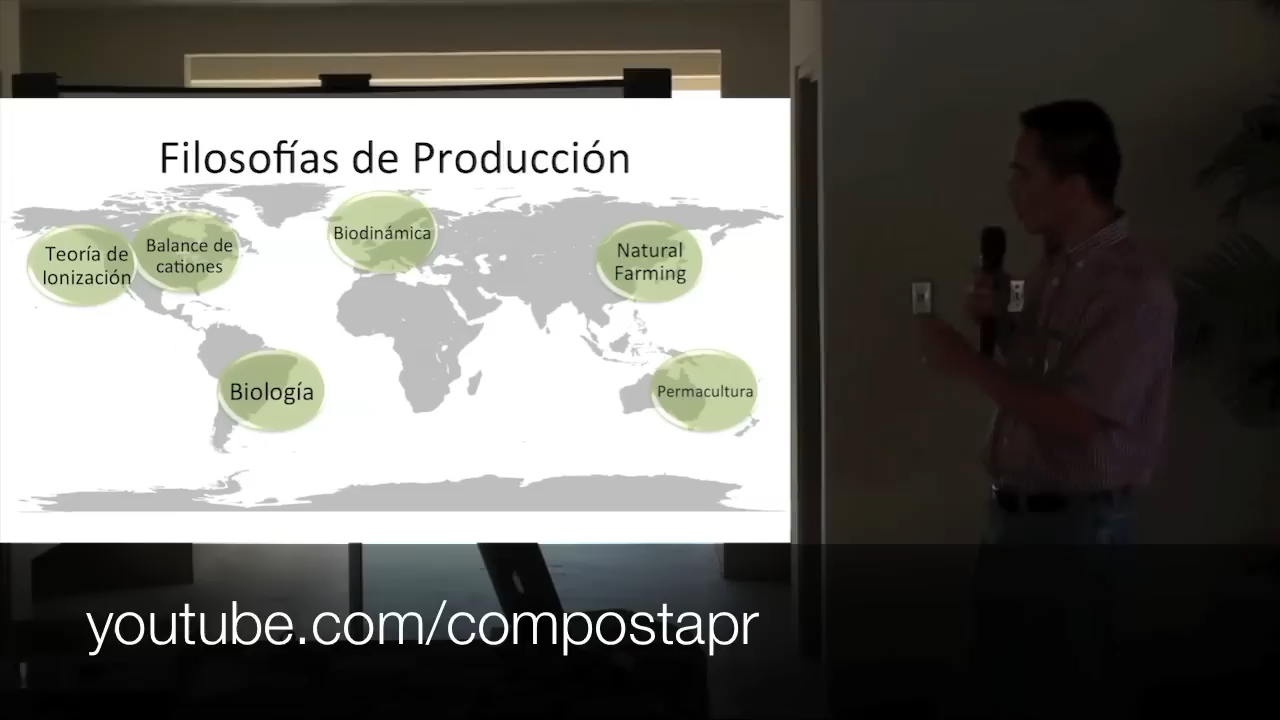 Filosofías de Producción
Teoría de
Ionización
Balance de
cationes
Biodinámica
Natural
Farming
Biología
Permacultura
youtube.com/compostapr